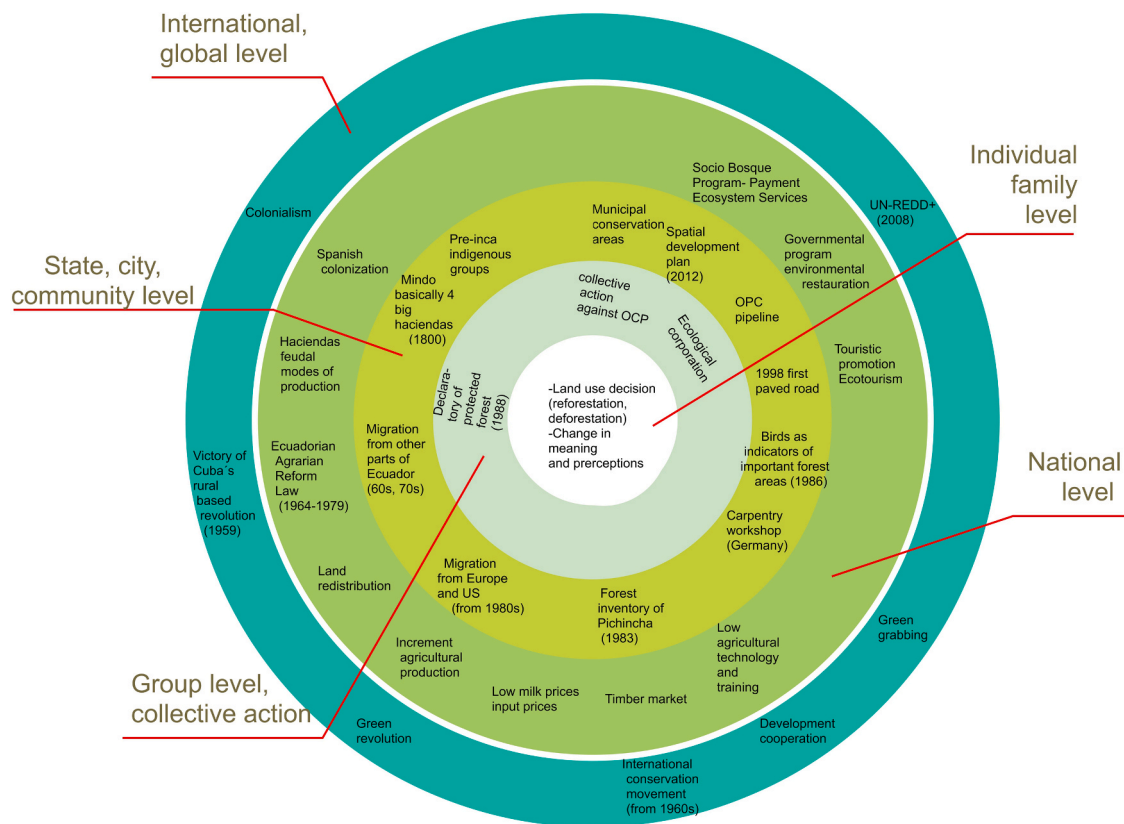 International,
global level
Individual
family
level
State, city,
community level
National
level
Group level,
collective action
Colonialism
UN-REDD+
(2008)
Victory of
Cuba´s
rural
based
revolution
(1959)
Green
grabbing
Green
revolution
Development
cooperation
International
conservation
movement
(from 1960s)
Socio Bosque
Program- Payment
Ecosystem Services
Spanish
colonization
Governmental
program
environmental
restauration
Haciendas
feudal
modes of
production
Touristic
promotion
Ecotourism
Ecuadorian
Agrarian
Reform
Law
(1964-1979)
Land
redistribution
Increment
agricultural
production
Low milk prices
input prices
Timber market
Low
agricultural
technology
and
training
Pre-inca
indigenous
groups
Municipal
conservation
areas
Spatial
development
plan
(2012)
Mindo
basically 4
big
haciendas
(1800)
OPC
pipeline
1998 first
paved road
Migration
from other
parts of
Ecuador
(60s, 70s)
Birds as
indicators of
important forest
areas (1986)
Carpentry
workshop
(Germany)
Migration
from Europe
and US
(from 1980s)
Forest
inventory of
Pichincha
(1983)
collective
action
against OCP
Ecological
corporation
Declara-
tory of
protected
forest
(1988)
-Land use decision
(reforestation,
deforestation)
-Change in
meaning
and prerceptions